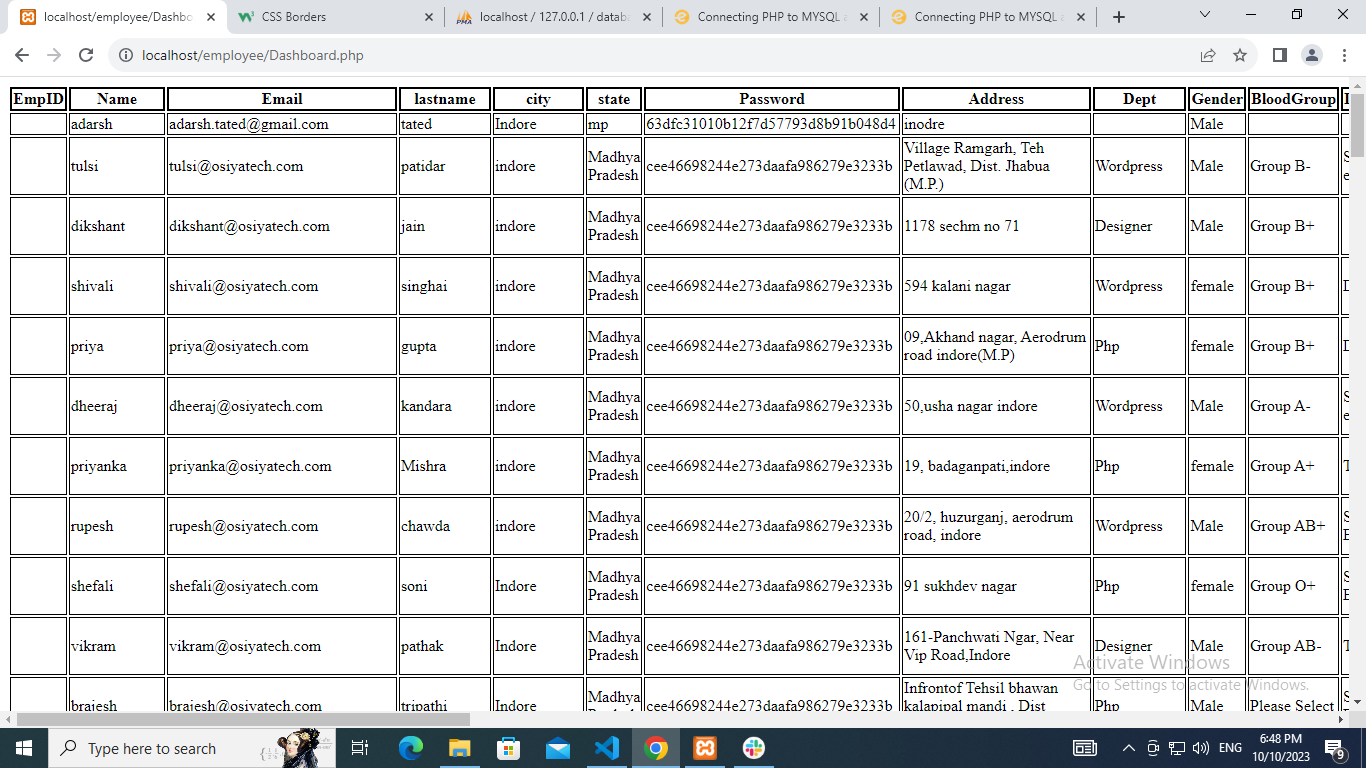 localhost/employee/Dashbo
CSS Borders
localhost / 127.0.0.1 / datab
Connecting PHP to MYSQL a
Connecting PHP to MYSQL a
localhost/employee/Dashboard.php
EmpID Name Email lastname city state Password Address Dept Gender BloodGroup
adarsh adarsh.tated@gmail.com tated Indore mp 63dfc31010b12f7d57793d8b91b048d4 inodre Male
tulsi tulsi@osiyatech.com patidar indore Madhya Pradesh cee46698244e273daafa986279e3233b Village Ramgarh, Teh Petlawad, Dist. Jhabua (M.P.) Wordpress Male Group B-
dikshant dikshant@osiyatech.com jain indore Madhya Pradesh cee46698244e273daafa986279e3233b 1178 sechm no 71 Designer Male Group B+
shivali shivali@osiyatech.com singhai indore Madhya Pradesh cee46698244e273daafa986279e3233b 594 kalani nagar Wordpress female Group B+
priya priya@osiyatech.com gupta indore Madhya Pradesh cee46698244e273daafa986279e3233b 09,Akhand nagar, Aerodrum road indore(M.P) Php female Group B+
dheeraj dheeraj@osiyatech.com kandara indore Madhya Pradesh cee46698244e273daafa986279e3233b 50,usha nagar indore Wordpress Male Group A-
priyanka priyanka@osiyatech.com Mishra indore Madhya Pradesh cee46698244e273daafa986279e3233b 19, badaganpati,indore Php female Group A+
rupesh rupesh@osiyatech.com chawda indore Madhya Pradesh cee46698244e273daafa986279e3233b 20/2, huzurganj, aerodrum road, indore Wordpress Male Group AB+
shefali shefali@osiyatech.com soni Indore Madhya Pradesh cee46698244e273daafa986279e3233b 91 sukhdev nagar Php female Group O+
vikram vikram@osiyatech.com pathak Indore Madhya Pradesh cee46698244e273daafa986279e3233b 161-Panchwati Ngar, Near Vip Road,Indore Designer Male Group AB-
brajesh brajesh@osiyatech.com tripathi Indore Madhya cee46698244e273daafa986279e3233b Infrontof Tehsil bhawan kalapipal mandi , Dist Php Male Please Select
Activate Windows
Go to Settings to activate Windows.
Type here to search
ENG
6:48 PM
10/10/2023
9